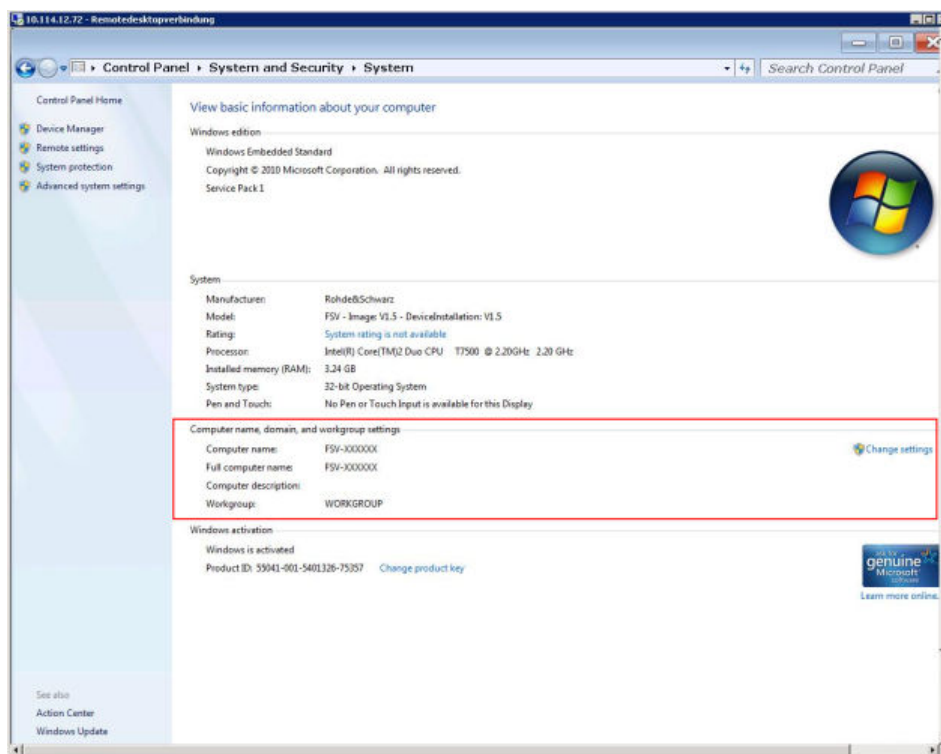 10.114.12.72 - Remotedesktopverbindung
Control Panel ▸ System and Security ▸ System
Search Control Panel
Control Panel Home
Device Manager
Remote settings
System protection
Advanced system settings
View basic information about your computer
Windows edition
Windows Embedded Standard
Copyright © 2010 Microsoft Corporation. All rights reserved.
Service Pack 1
System
Manufacturer: Rohde&Schwarz
Model: FSV - Image: V1.5 - DeviceInstallation: V1.5
Rating: System rating is not available
Processor: Intel(R) Core(TM)2 Duo CPU T7500 @ 2.20GHz 2.20 GHz
Installed memory (RAM): 3.24 GB
System type: 32-bit Operating System
Pen and Touch: No Pen or Touch Input is available for this Display
Computer name, domain, and workgroup settings
Computer name: FSV-XXXXXX
Change settings
Full computer name: FSV-XXXXXX
Computer description:
Workgroup: WORKGROUP
Windows activation
Windows is activated
Product ID: 55041-001-5401326-75357 Change product key
ask for
genuine
Microsoft
software
Learn more online.
See also
Action Center
Windows Update